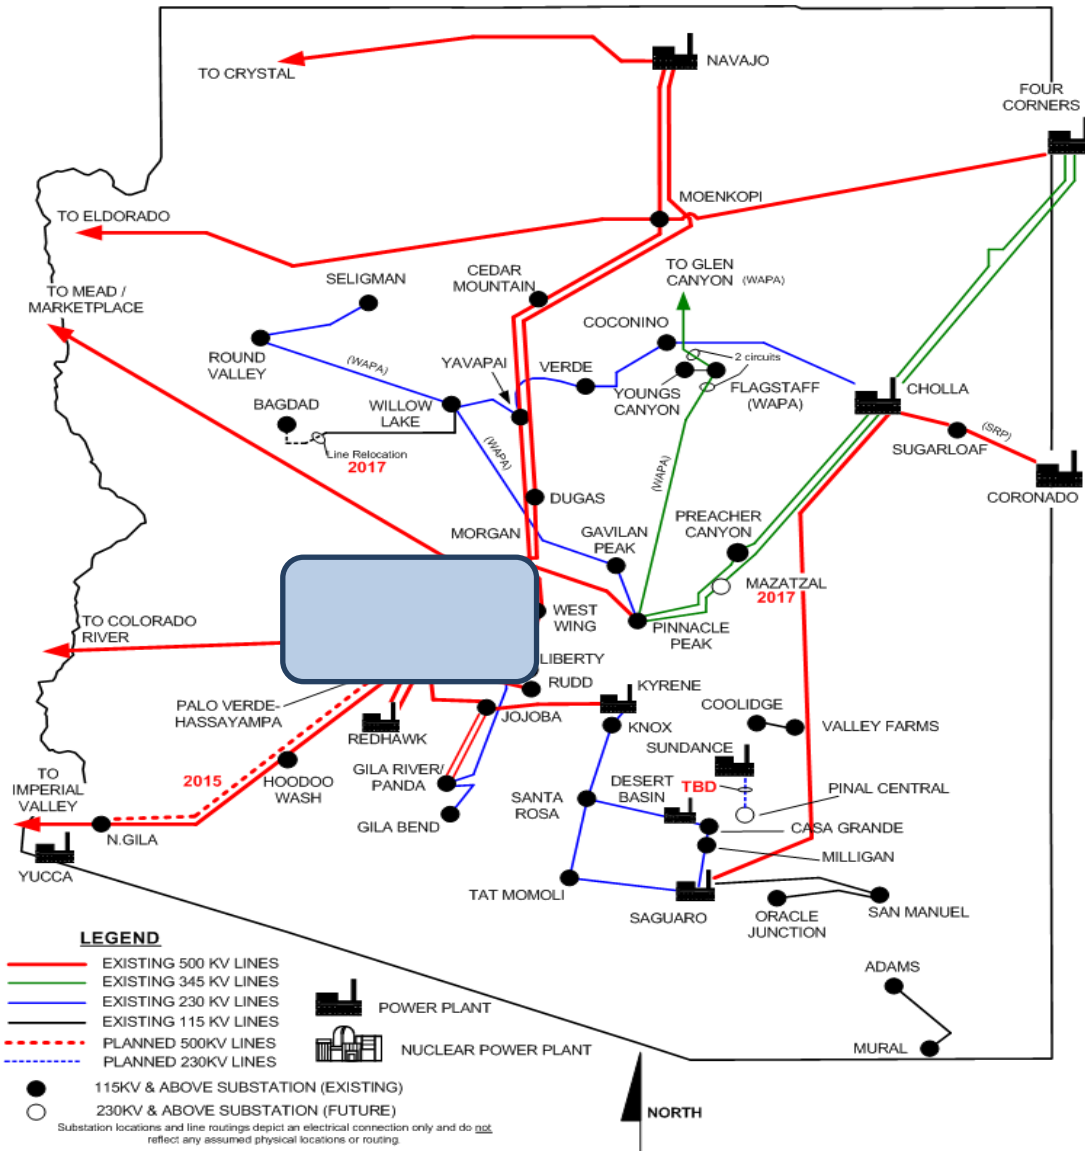 NAVAJO
TO CRYSTAL
FOUR
CORNERS
MOENKOPI
TO ELDORADO
TO GLEN
CANYON (WAPA)
CEDAR
MOUNTAIN
SELIGMAN
TO MEAD /
MARKETPLACE
COCONINO
2 circuits
ROUND
VALLEY
(WAPA)
YAVAPAI
VERDE
YOUNGS
CANYON
FLAGSTAFF
(WAPA)
CHOLLA
BAGDAD
WILLOW
LAKE
Line Relocation
2017
(WAPA)
(WAPA)
SUGARLOAF
(SRP)
CORONADO
DUGAS
MORGAN
GAVILAN
PEAK
PREACHER
CANYON
MAZATZAL
2017
WEST
WING
PINNACLE
PEAK
TO COLORADO
RIVER
LIBERTY
RUDD
KYRENE
PALO VERDE-
HASSAYAMPA
REDHAWK
JOJOBA
KNOX
COOLIDGE
VALLEY FARMS
SUNDANCE
2015
HOODOO
WASH
GILA RIVER/
PANDA
GILA BEND
TO
IMPERIAL
VALLEY
N.GILA
YUCCA
SANTA
ROSA
DESERT
BASIN
TBD
PINAL CENTRAL
CASA GRANDE
MILLIGAN
TAT MOMOLI
SAGUARO
ORACLE
JUNCTION
SAN MANUEL
ADAMS
MURAL
LEGEND
EXISTING 500 KV LINES
EXISTING 345 KV LINES
EXISTING 230 KV LINES
EXISTING 115 KV LINES
PLANNED 500KV LINES
PLANNED 230KV LINES
POWER PLANT
NUCLEAR POWER PLANT
115KV & ABOVE SUBSTATION (EXISTING)
230KV & ABOVE SUBSTATION (FUTURE)
Substation locations and line routings depict an electrical connection only and do not
reflect any assumed physical locations or routing.
NORTH